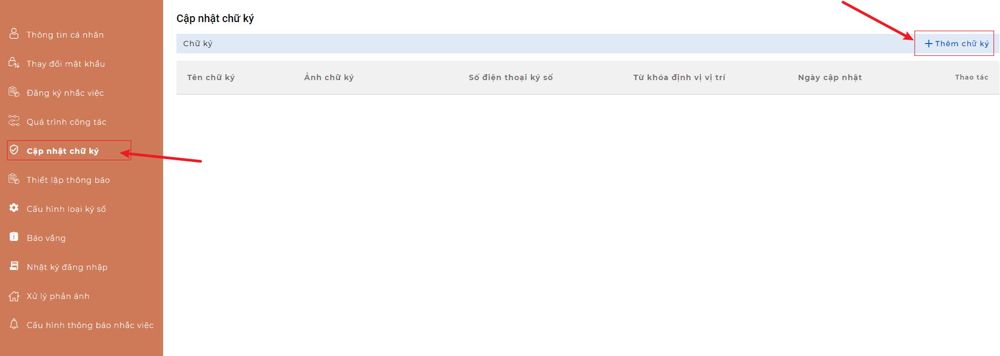 Thông tin cá nhân
Thay đổi mật khẩu
Đăng ký nhắc việc
Quá trình công tác
Cập nhật chữ ký
Thiết lập thông báo
Cấu hình loại ký số
Báo vắng
Nhật ký đăng nhập
Xử lý phản ánh
Cấu hình thông báo nhắc việc
Cập nhật chữ ký
Chữ ký
Thêm chữ ký
Tên chữ ký Ảnh chữ ký Số điện thoại ký số Từ khóa định vị vị trí Ngày cập nhật Thao tác